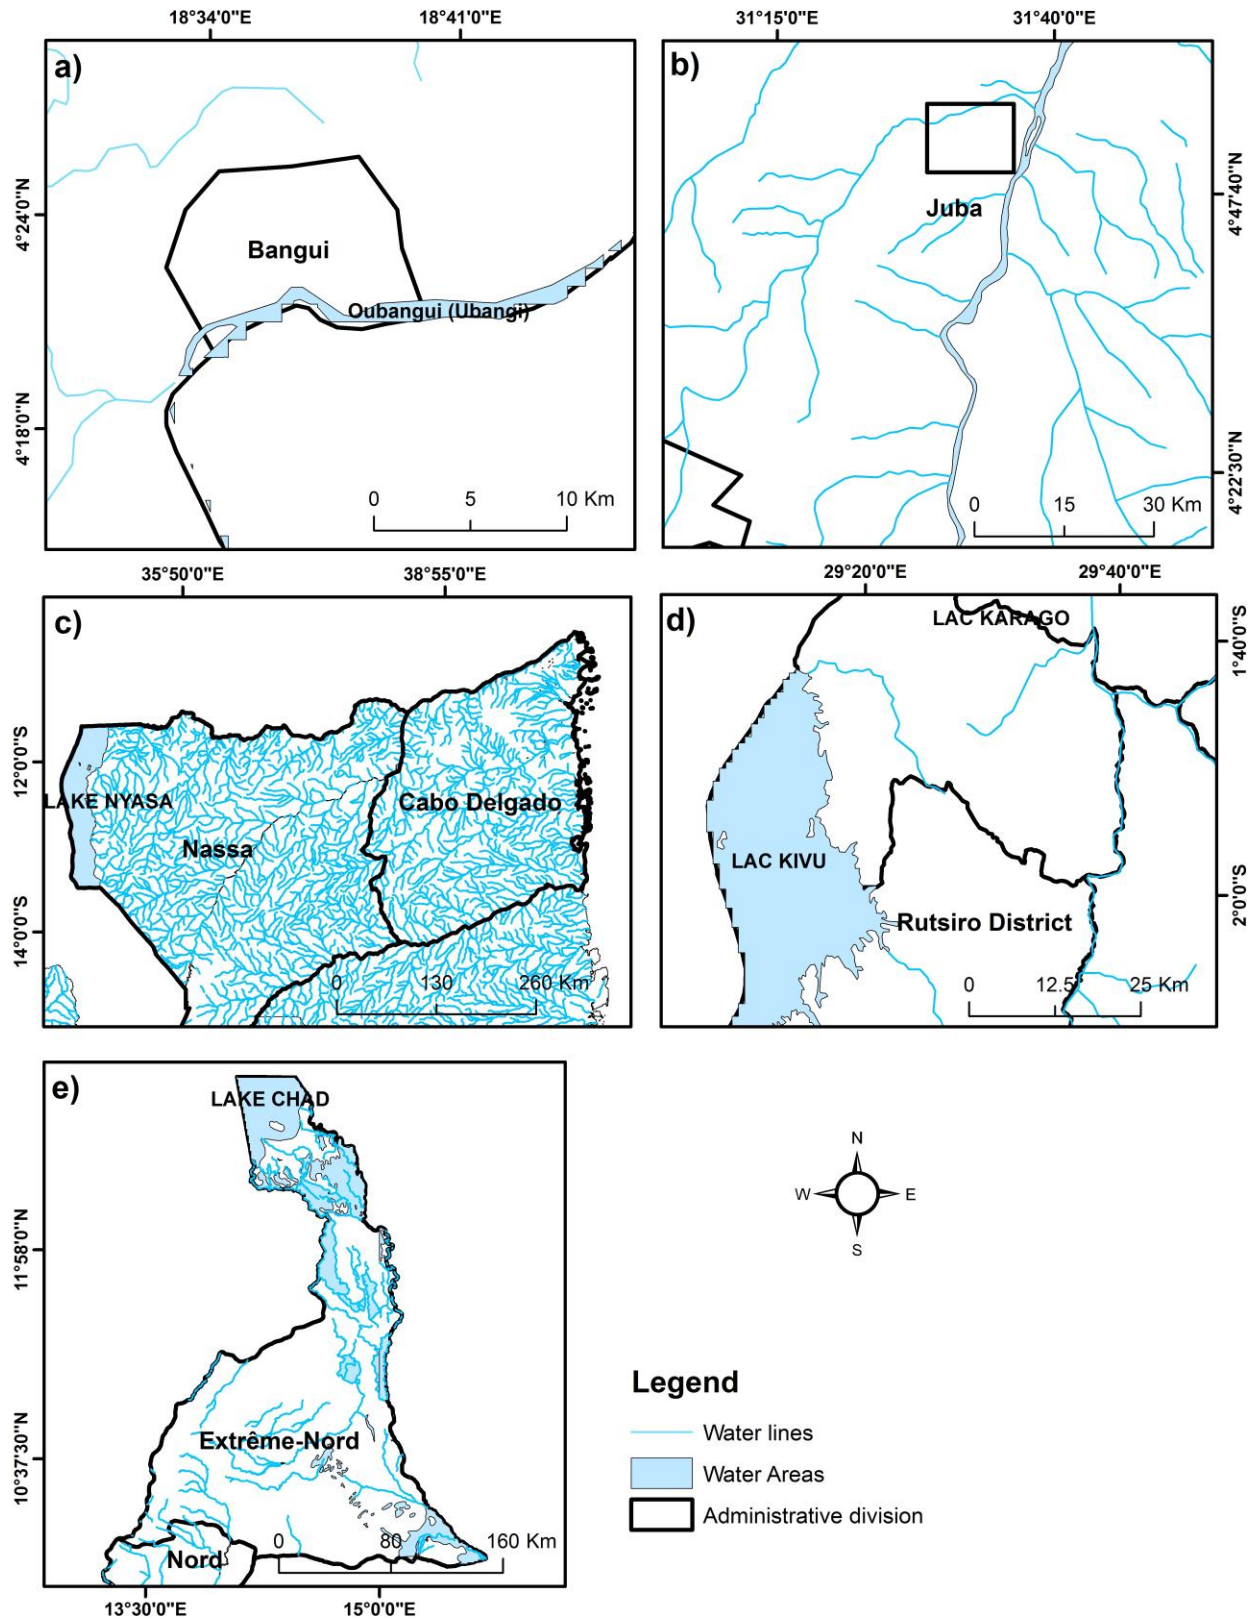 18°34'0"E 18°41'0"E 31°15'0"E 31°40'0"E
a)
4°24'0"N
4°18'0"N
Bangui
Oubangui (Ubangi)
0 5 10 Km
b)
Juba
4°47'40"N
4°22'30"N
0 15 30 Km
35°50'0"E 38°55'0"E 29°20'0"E 29°40'0"E
c)
12°0'0"S
14°0'0"S
LAKE NYASA
Cabo Delgado
Nassa
0 130 260 Km
d)
LAC KARAGO
1°40'0"S
2°0'0"S
LAC KIVU
Rutsiro District
0 12.5 25 Km
e)
LAKE CHAD
11°58'0"N
10°37'30"N
Extrême-Nord
Nord
0 80 160 Km
13°30'0"E 15°0'0"E
N
W E
S
Legend
Water lines
Water Areas
Administrative division